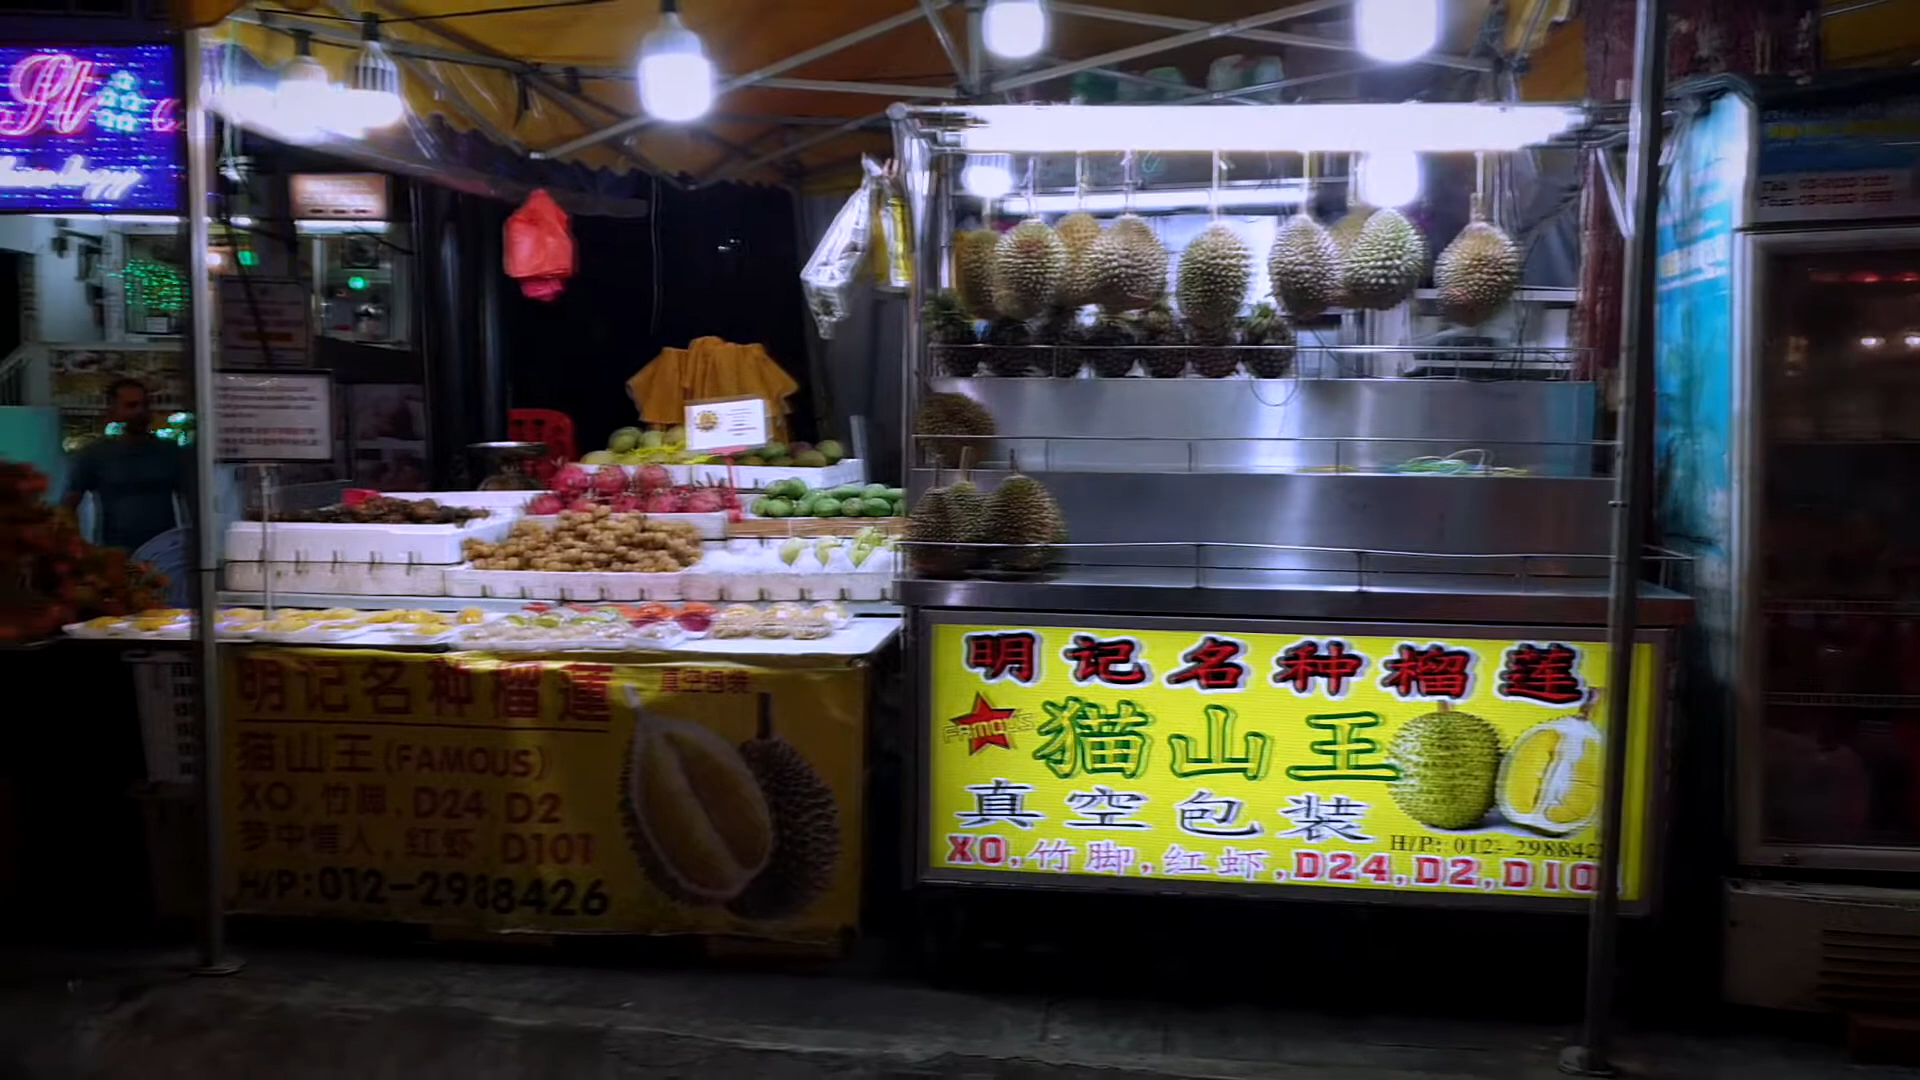 明记名种榴莲
真空包装
猫山王(FAMOUS)
XO,竹脚,D24,D2
梦中情人,红虾,D101
H/P:012-2988426
明记名种榴莲
FAMOUS
猫山王
真空包装
H/P: 012-298842
XO,竹脚,红虾,D24,D2,D10